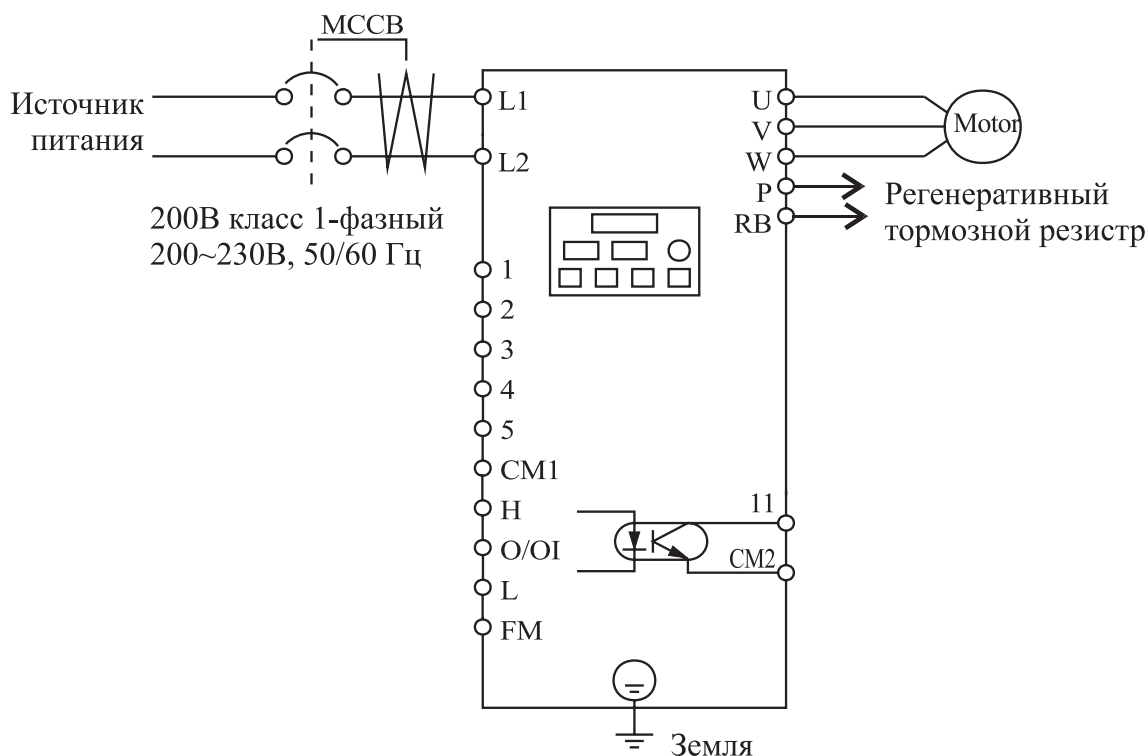 MCCB
Источник
питания
L1
L2
200В класс 1-фазный
200~230В, 50/60 Гц
1
2
3
4
5
CM1
H
O/OI
L
FM
U
V
W
P
RB
Motor
Регенеративный
тормозной резистр
11
CM2
Земля